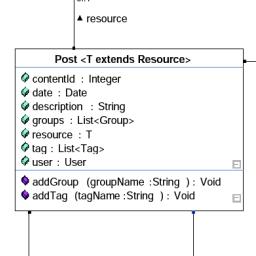 ▲ resource
Post <T extends Resource>
contentId : Integer
date : Date
description : String
groups : List<Group>
resource : T
tag : List<Tag>
user : User
addGroup (groupName :String ) : Void
addTag (tagName :String ) : Void